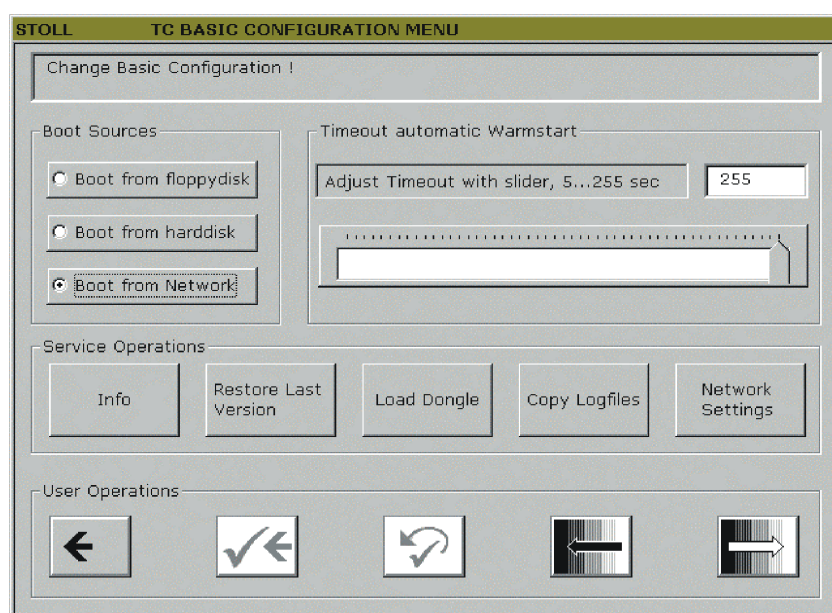 STOLL TC BASIC CONFIGURATION MENU
Change Basic Configuration !
Boot Sources
Boot from floppydisk
Boot from harddisk
Boot from Network
Timeout automatic Warmstart
Adjust Timeout with slider, 5...255 sec
255
Service Operations
Info
Restore Last
Version
Load Dongle
Copy Logfiles
Network
Settings
User Operations